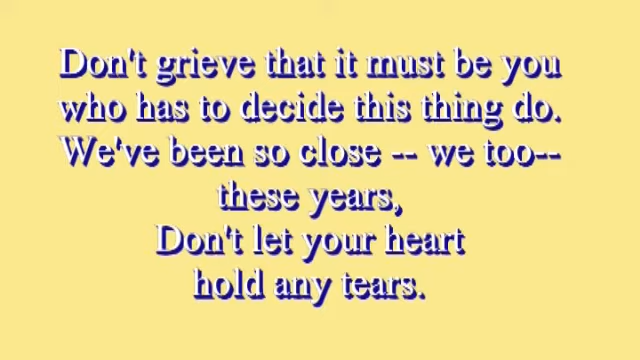 Don't grieve that it must be you
who has to decide this thing do.
We've been so close -- we too--
these years,
Don't let your heart
hold any tears.